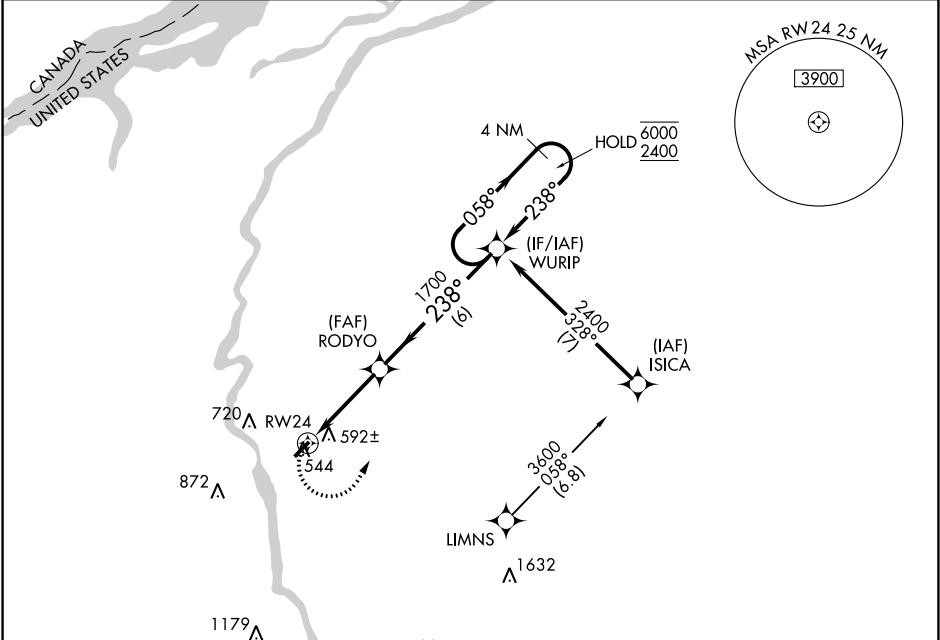 CANADA
UNITED STATES
MSA RW24 25 NM
3900
4 NM
HOLD 6000
2400
058°
238°
(IF/IAF)
WURIP
1700
238°
(6)
2400
328°
(7)
(FAF)
RODYO
(IAF)
ISICA
720
RW24
592±
544
872
3600
058°
(6.8)
LIMNS
1632
1179